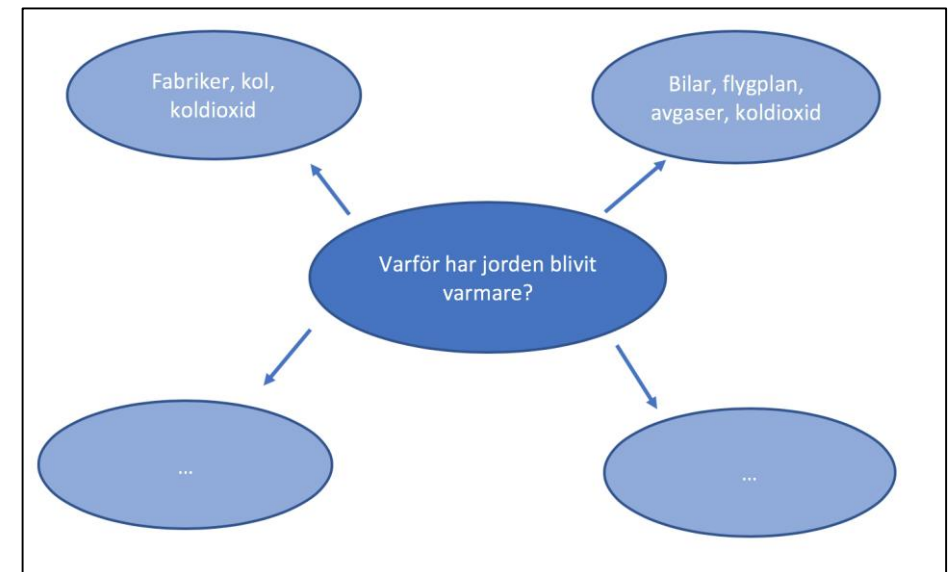 Fabriker, kol,
koldioxid
Bilar, flygplan,
avgaser, koldioxid
Varför har jorden blivit
varmare?
...
...